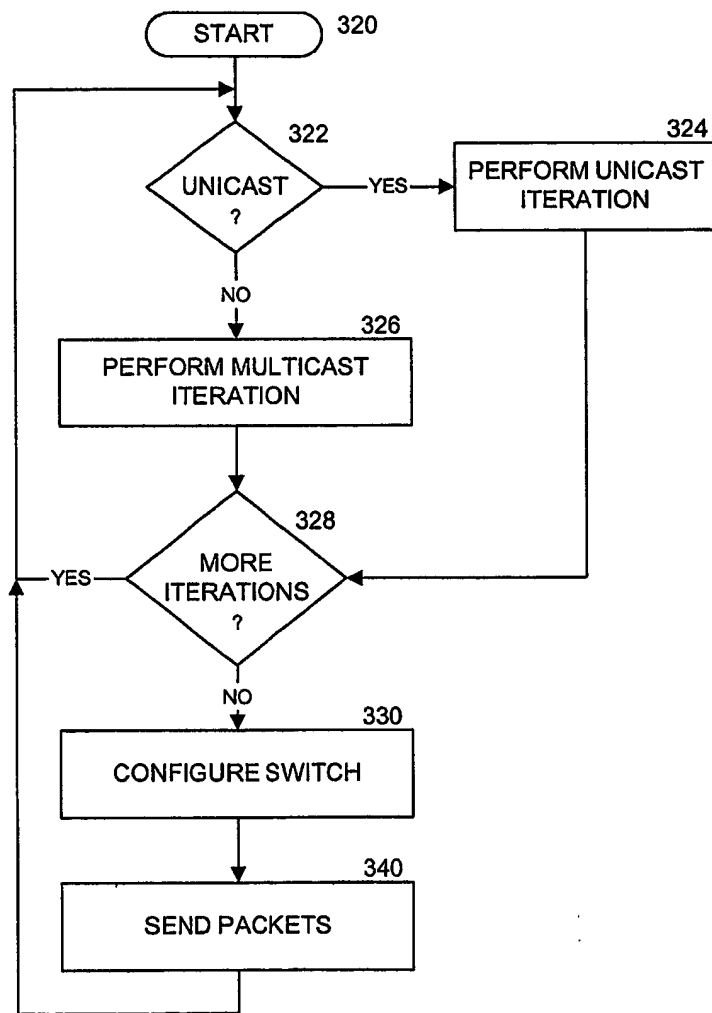 START
320
322
UNICAST
?
YES
324
PERFORM UNICAST
ITERATION
NO
326
PERFORM MULTICAST
ITERATION
328
MORE
ITERATIONS
?
YES
NO
330
CONFIGURE SWITCH
340
SEND PACKETS